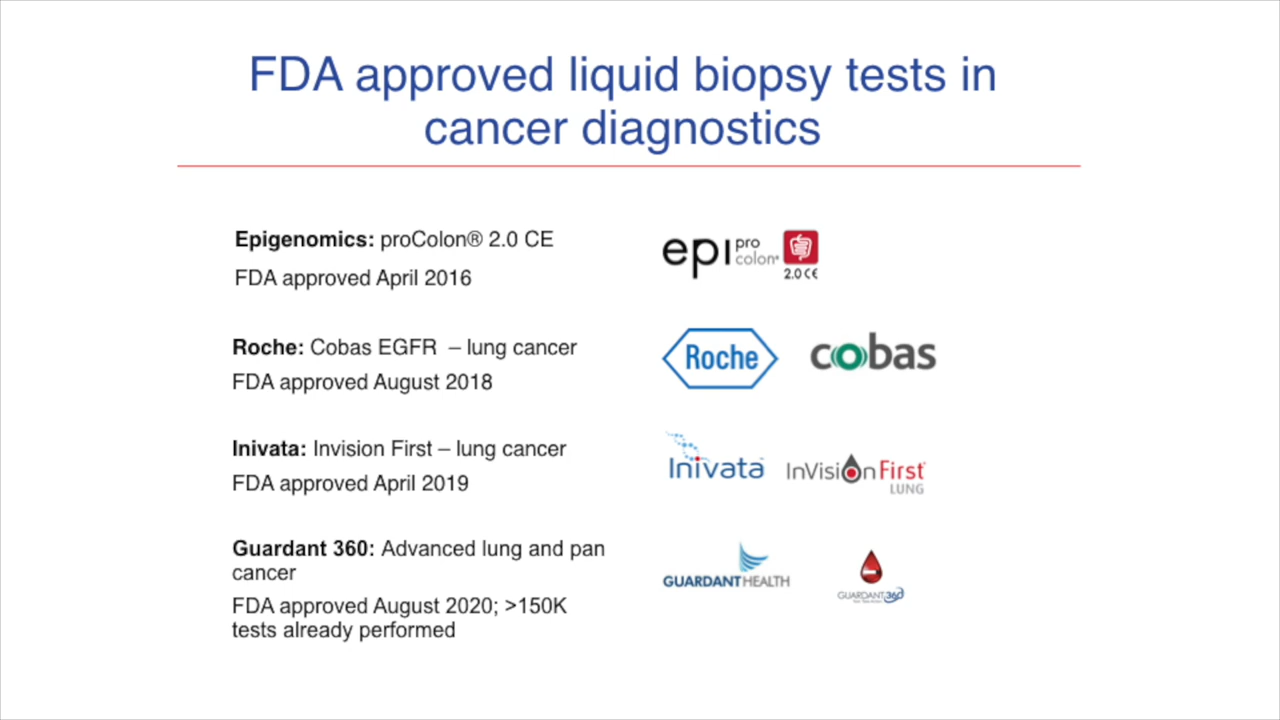 FDA approved liquid biopsy tests in
cancer diagnostics
Epigenomics: proColon® 2.0 CE
FDA approved April 2016
epi pro colon®
2.0 CE
Roche: Cobas EGFR – lung cancer
FDA approved August 2018
Roche
cobas
Inivata: Invision First – lung cancer
FDA approved April 2019
Inivata™
InVision First®
LUNG
Guardant 360: Advanced lung and pan
cancer
FDA approved August 2020; >150K
tests already performed
GUARDANT HEALTH
GUARDANT360